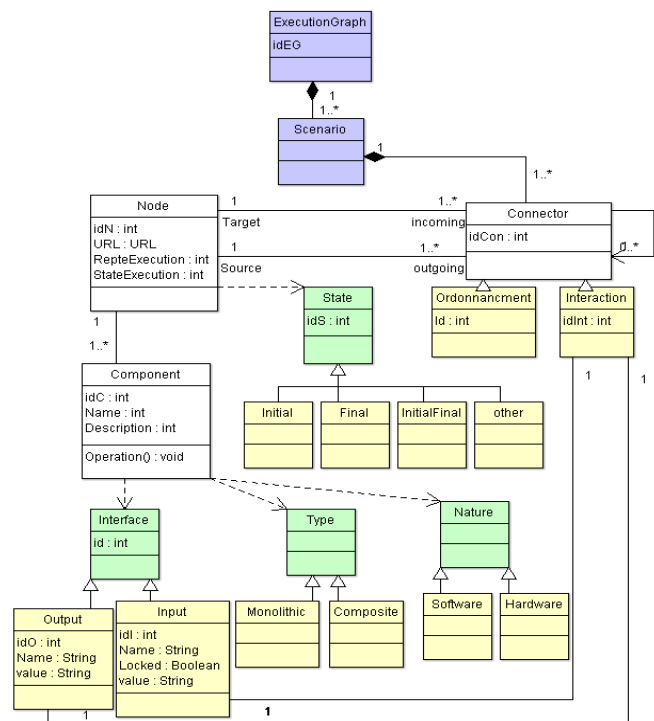 ExecutionGraph
idEG
1
1..*
Scenario
1
1..*
Node
idN : int
URL : URL
RepteExecution : int
StateExecution : int
1
Target
1..*
incoming
1
Source
1..*
outgoing
Connector
idCon : int
..*
State
idS : int
Ordonnancment
Id : int
Interaction
idInt : int
1
1..*
1
1
Component
idC : int
Name : int
Description : int
Operation() : void
Initial
Final
InitialFinal
other
Interface
id : int
Type
Nature
Output
idO : int
Name : String
value : String
Input
idI : int
Name : String
Locked : Boolean
value : String
Monolithic
Composite
Software
Hardware
1
1